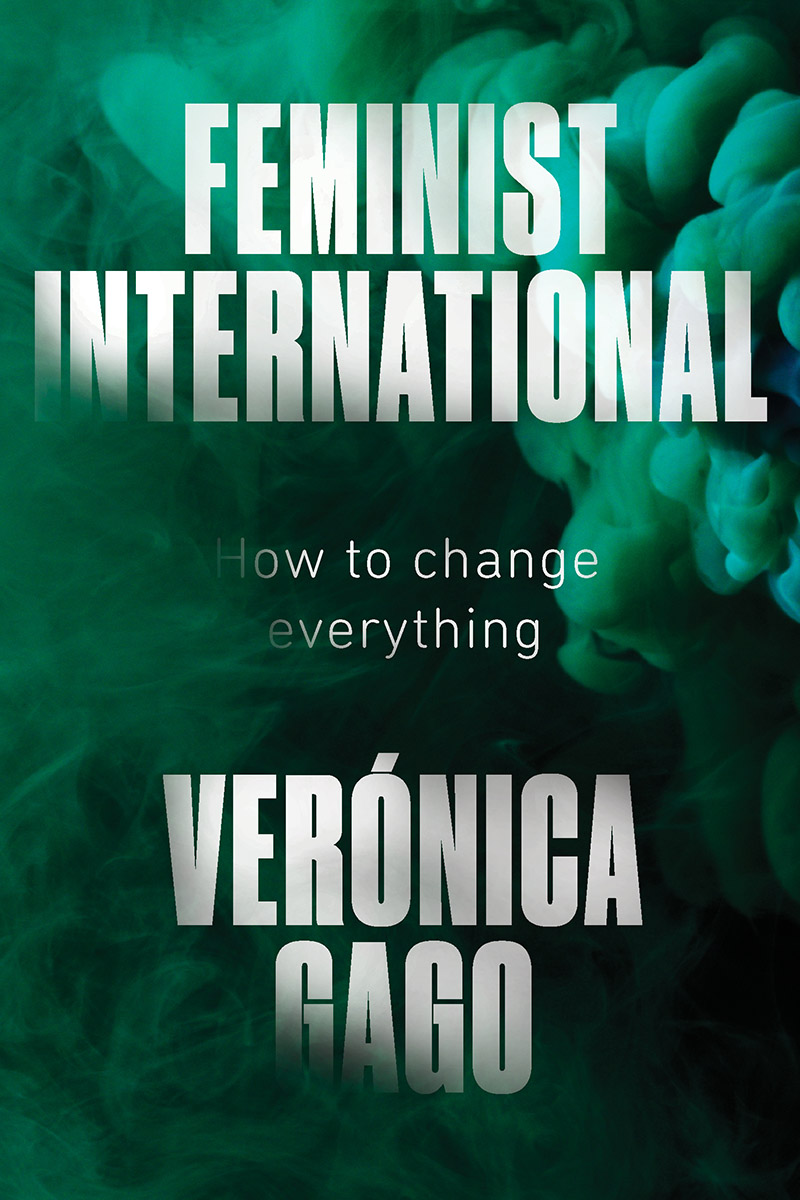 FEMINIST
INTERNATIONAL
How to change
everything
VERÓNICA
GAGO